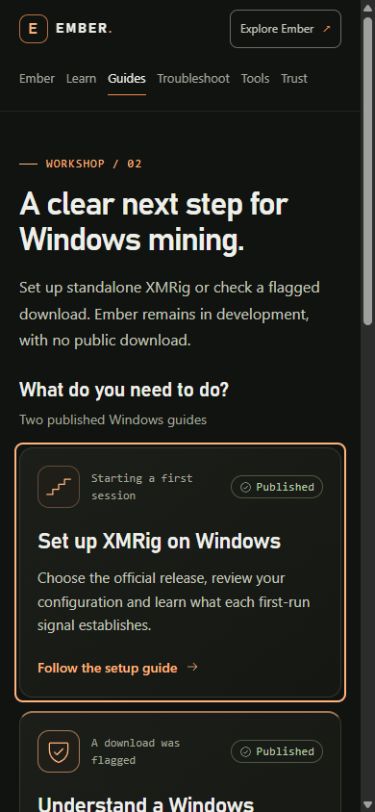 E EMBER.
Explore Ember ↗
Ember Learn Guides Troubleshoot Tools Trust
WORKSHOP / 02
A clear next step for
Windows mining.
Set up standalone XMRig or check a flagged
download. Ember remains in development,
with no public download.
What do you need to do?
Two published Windows guides
Starting a first
session
Published
Set up XMRig on Windows
Choose the official release, review your
configuration and learn what each first-run
signal establishes.
Follow the setup guide →
A download was
flagged
Published
Understand a Windows